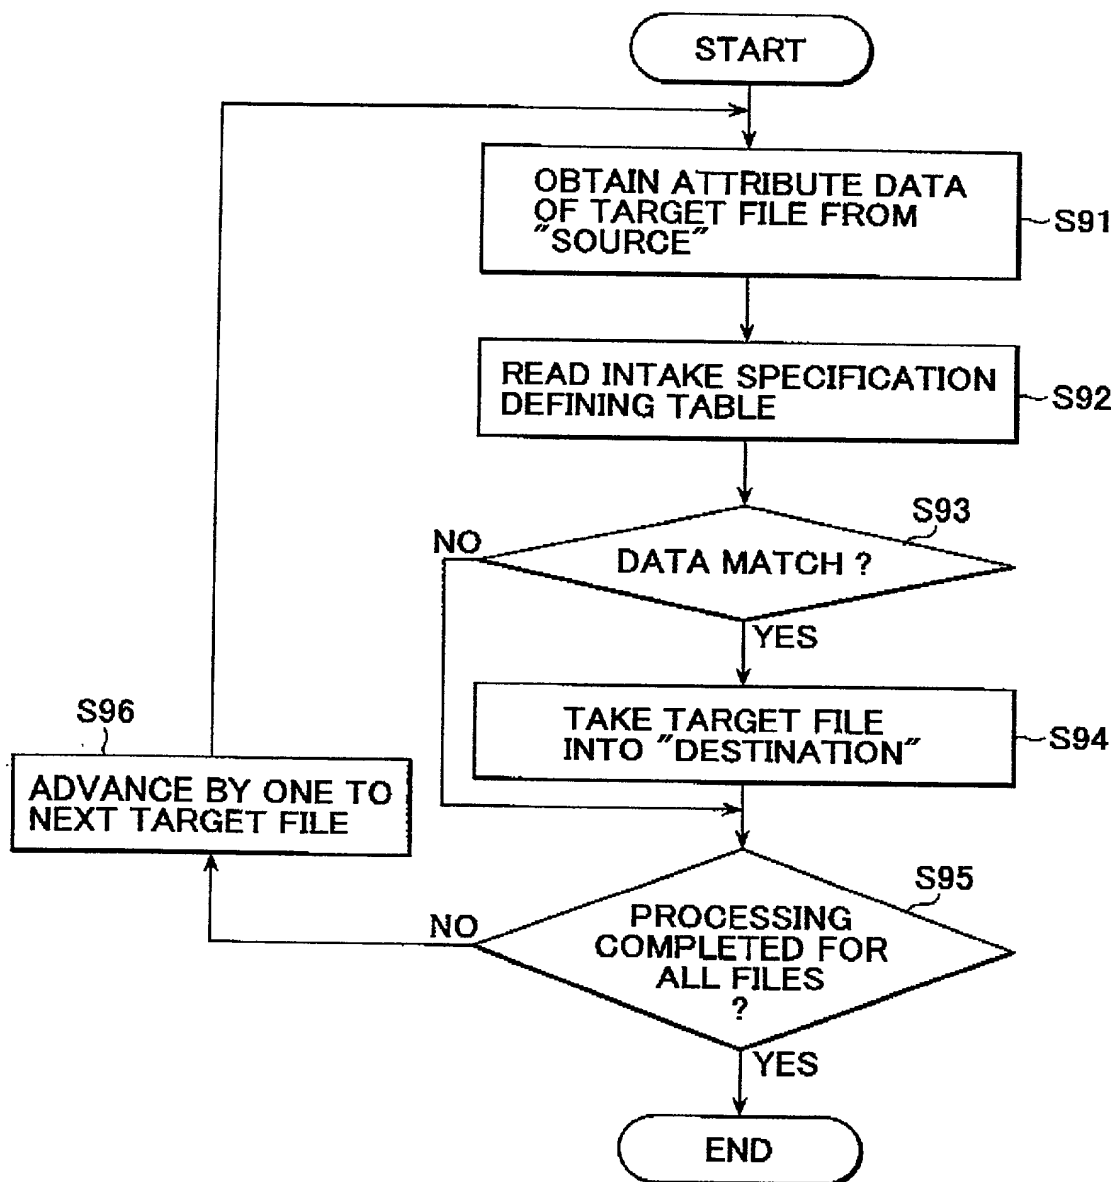 START
OBTAIN ATTRIBUTE DATA
OF TARGET FILE FROM
"SOURCE"
S91
READ INTAKE SPECIFICATION
DEFINING TABLE
S92
S93
NO
DATA MATCH ?
YES
S96
TAKE TARGET FILE
INTO "DESTINATION"
S94
ADVANCE BY ONE TO
NEXT TARGET FILE
S95
NO
PROCESSING
COMPLETED FOR
ALL FILES
?
YES
END